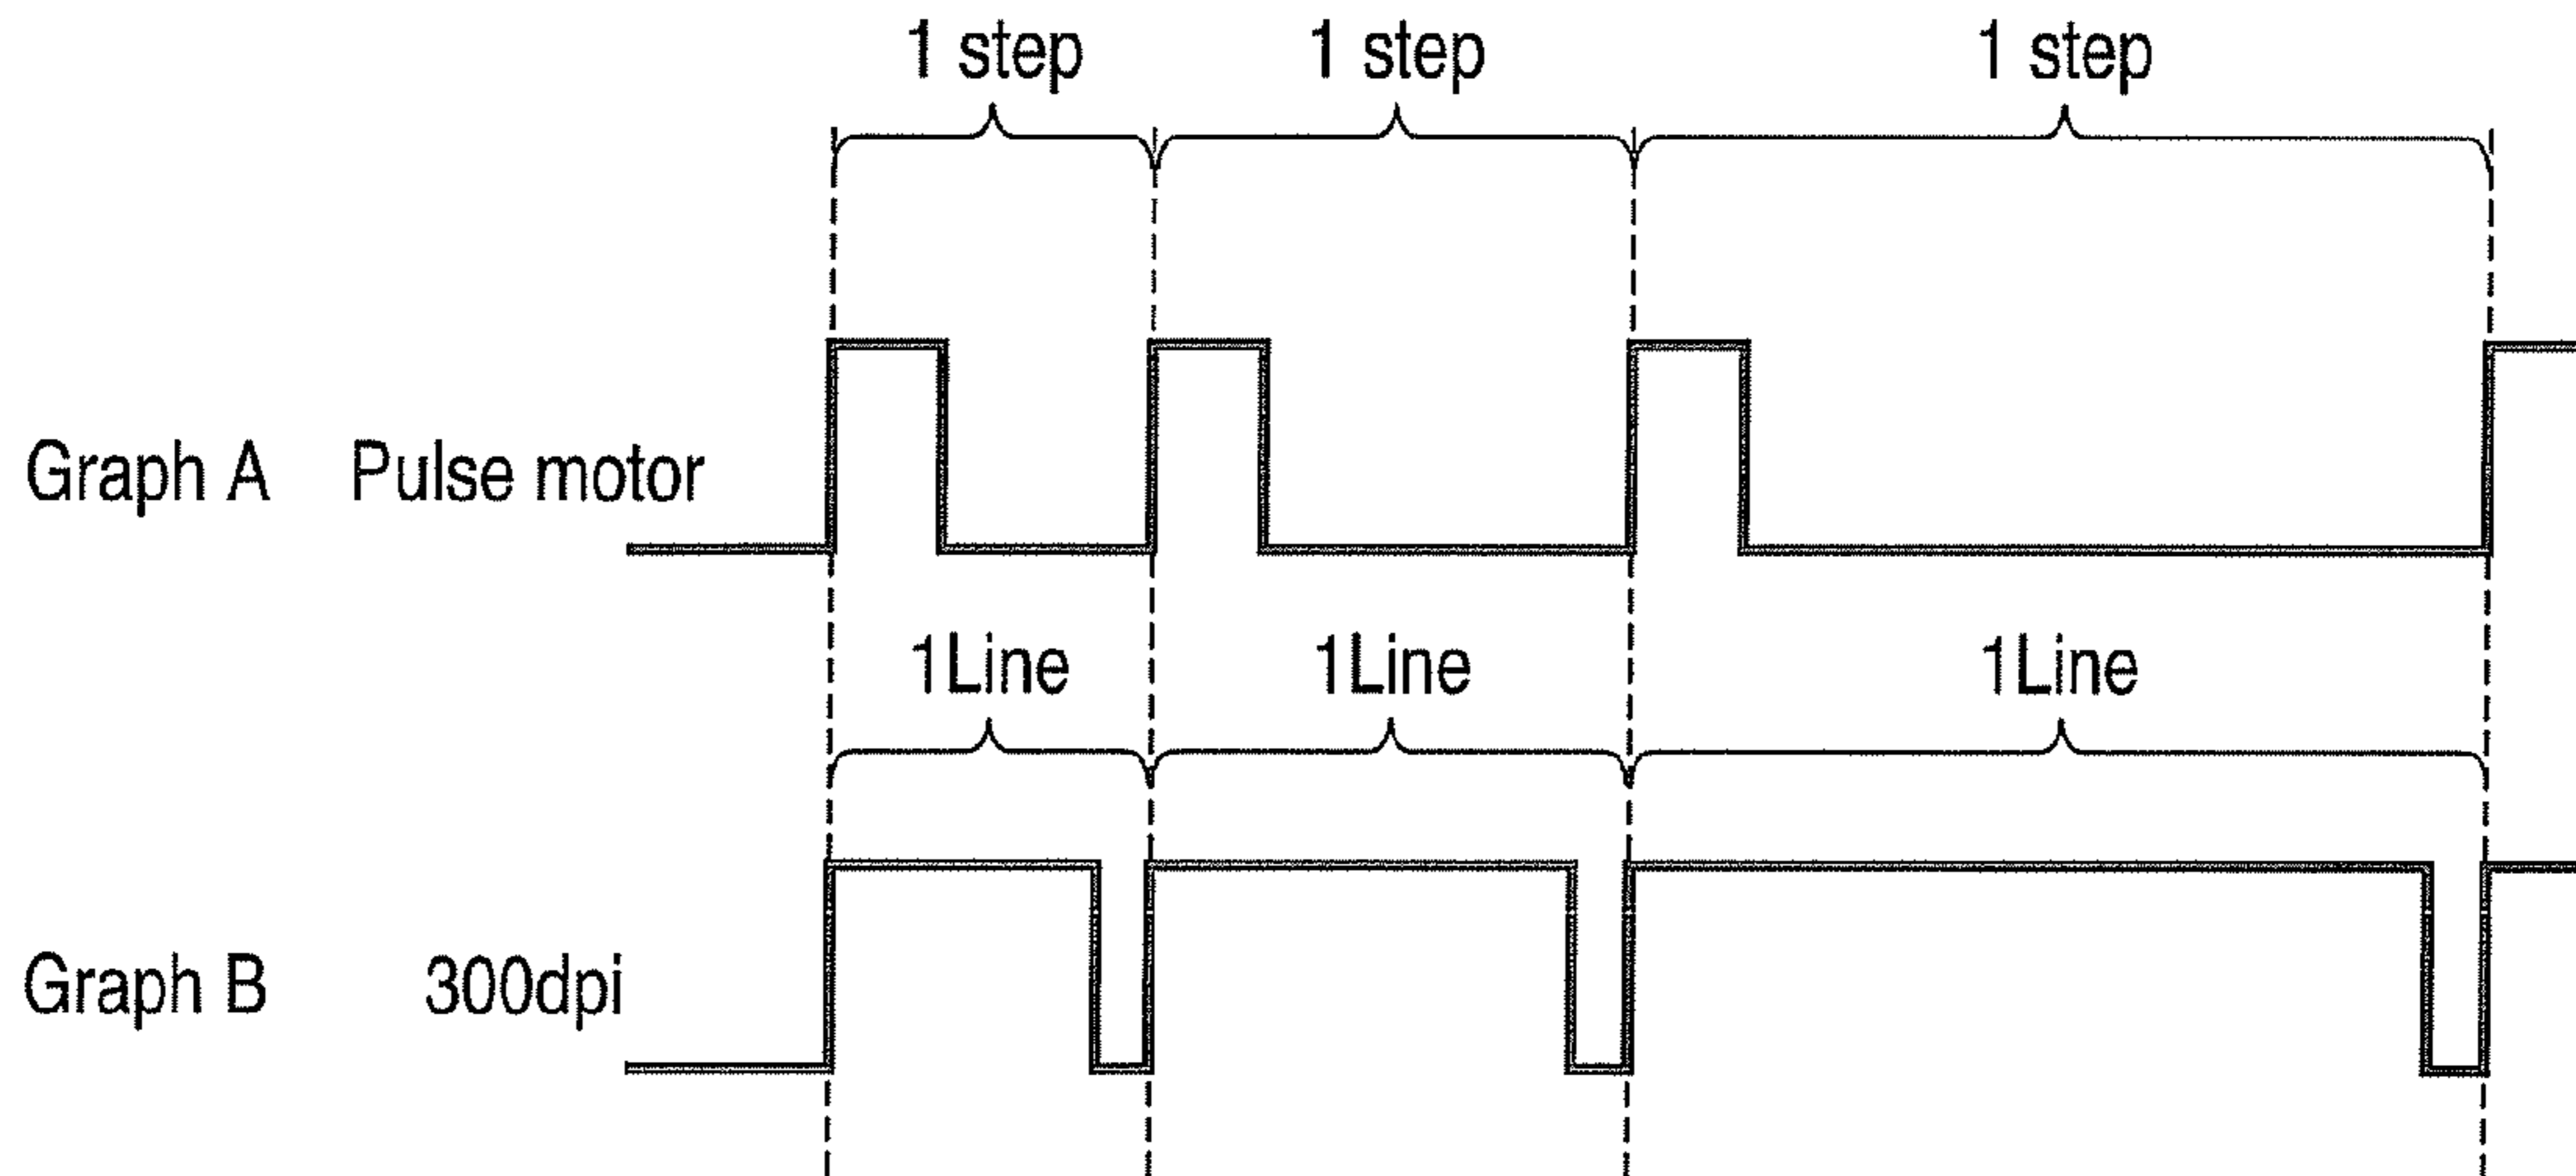 1 step 1 step 1 step
Graph A Pulse motor
1Line 1Line 1Line
Graph B 300dpi